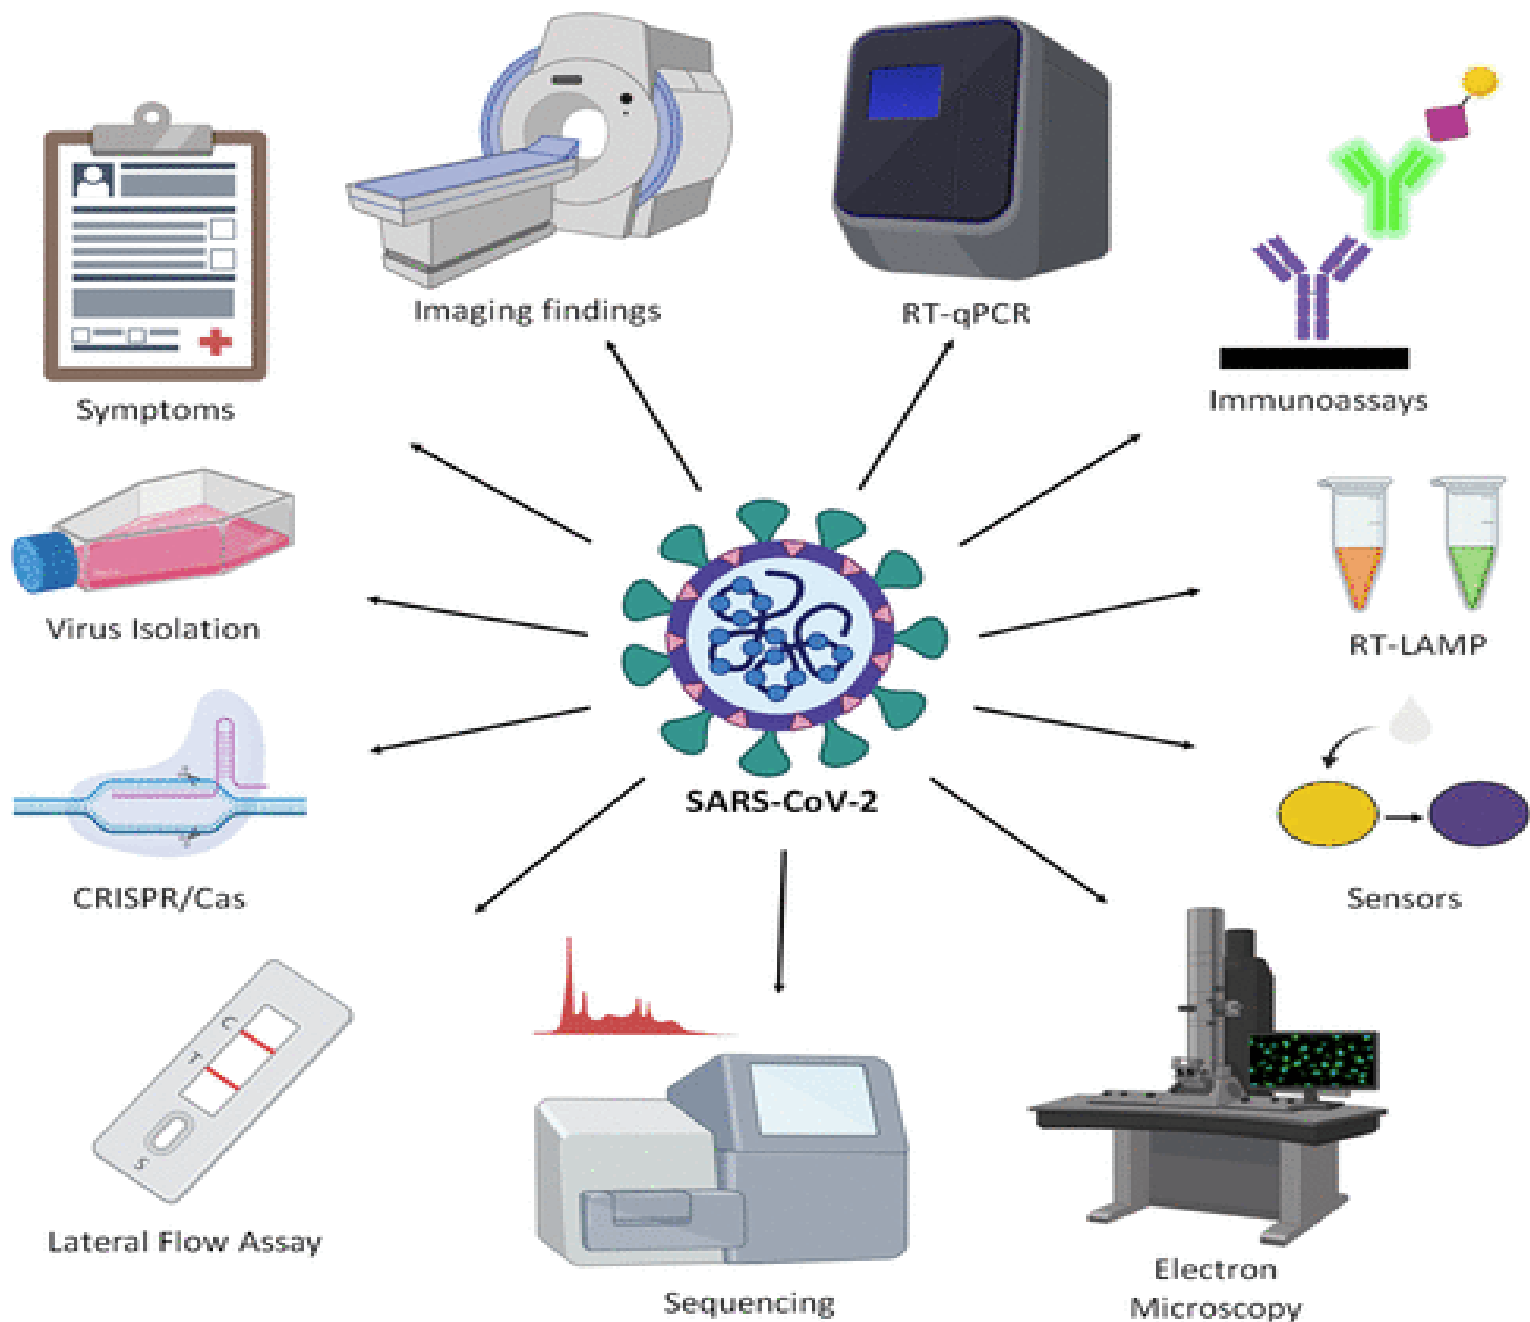 Imaging findings
RT-qPCR
Symptoms
Immunoassays
Virus Isolation
RT-LAMP
SARS-CoV-2
CRISPR/Cas
Sensors
C
T
S
Lateral Flow Assay
Sequencing
Electron
Microscopy